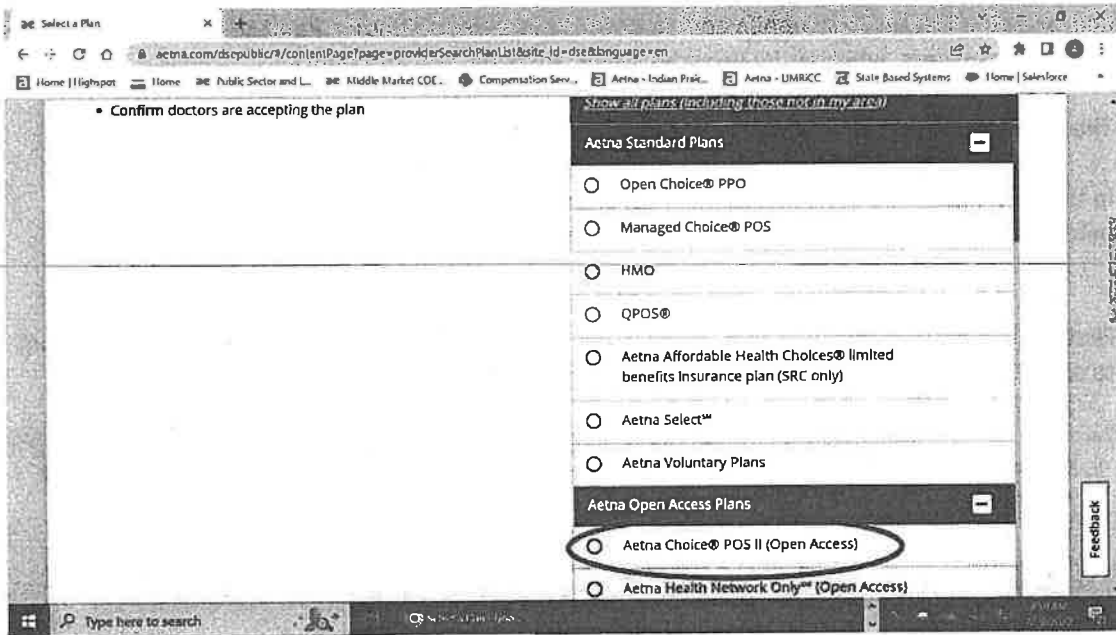 Select a Plan
aetna.com/dsepublic/#/contentPage?page=providerSearchPlanList&site_id=dse&language=en
Home | Highspot Home Public Sector and L... Middle Market COE... Compensation Serv... Aetna - Indian Prair... Aetna - UMRICC State Based Systems Home | Salesforce
• Confirm doctors are accepting the plan
Show all plans (including those not in my area)
Aetna Standard Plans
Open Choice® PPO
Managed Choice® POS
HMO
QPOS®
Aetna Affordable Health Choices® limited
benefits insurance plan (SRC only)
Aetna Select℠
Aetna Voluntary Plans
Aetna Open Access Plans
Aetna Choice® POS II (Open Access)
Aetna Health Network Only℠ (Open Access)
Feedback
Type here to search